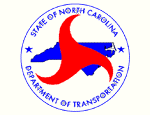 STATE OF NORTH CAROLINA
DEPARTMENT OF TRANSPORTATION